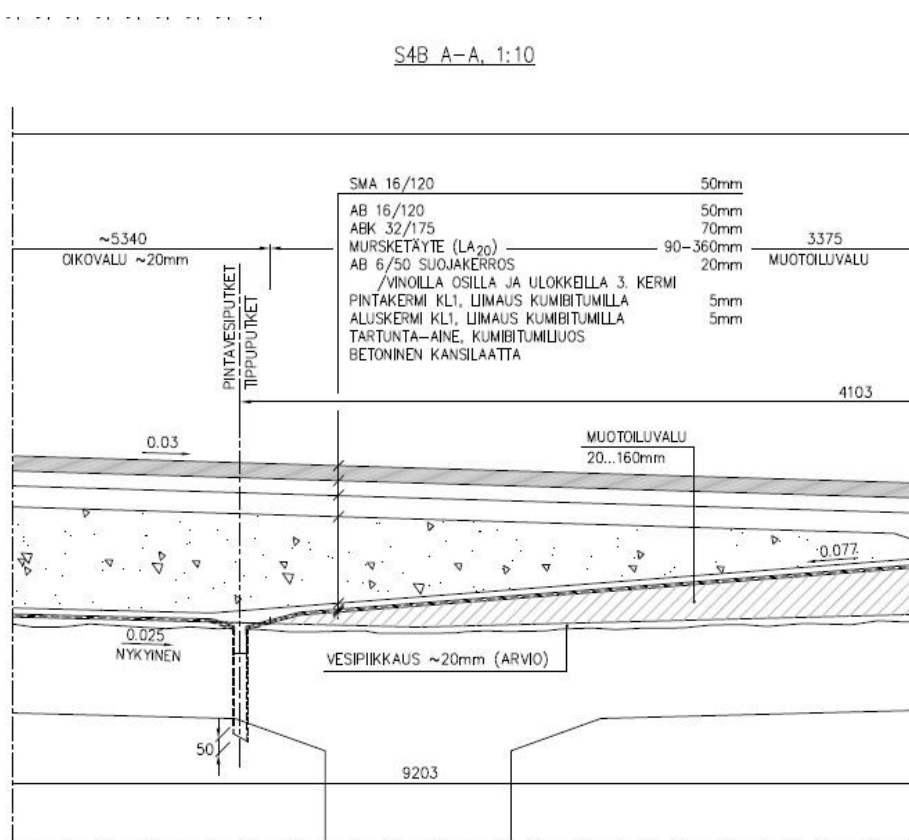 S4B A-A, 1:10
SMA 16/120 50mm
AB 16/120 50mm
ABK 32/175 70mm
MURSKETÄYTE (LA20) 90-360mm
AB 6/50 SUOJAKERROS 20mm
/VINOILLA OSILLA JA ULOKKEILLA 3. KERMI
PINTAKERMI KL1, LIIMAUS KUMIBITUMILLA 5mm
ALUSKERMI KL1, LIIMAUS KUMIBITUMILLA 5mm
TARTUNTA-AINE, KUMIBITUMILIUOS
BETONINEN KANSILAATTA
~5340
OIKOVALU ~20mm
3375
MUOTOILUVALU
PINTAVESIPUTKET
TIPPUPUTKET
4103
0.03
MUOTOILUVALU
20...160mm
0.077
0.025
NYKYINEN
VESIPIIKKAUS ~20mm (ARVIO)
50
9203